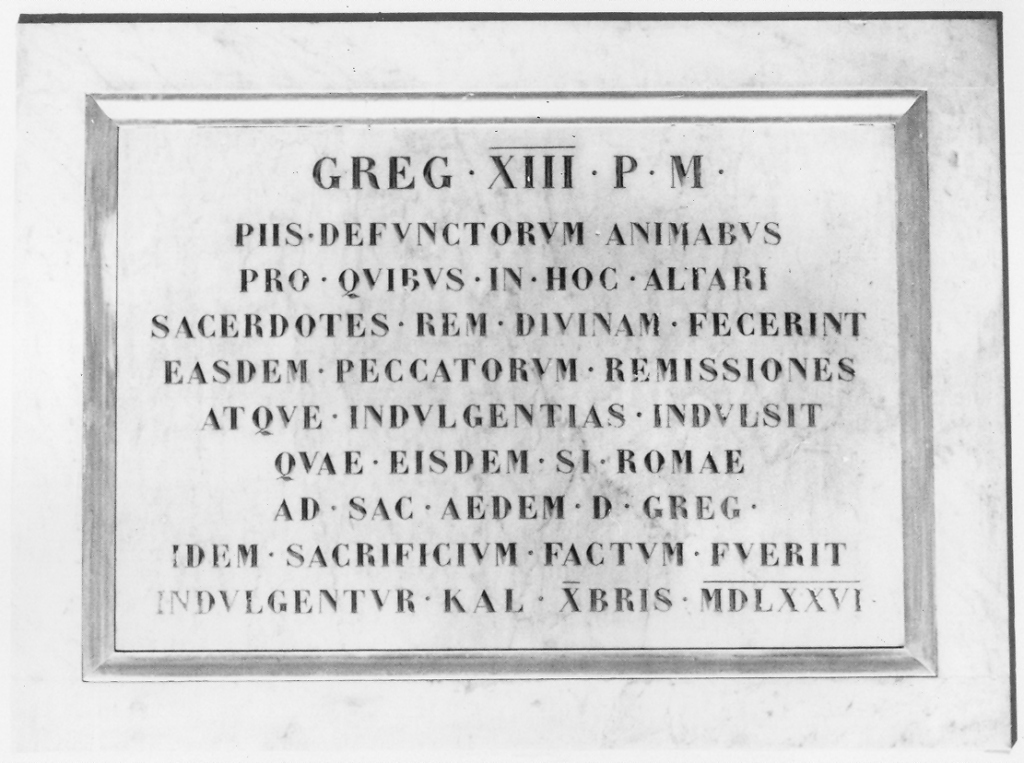 GREG · XIII · P · M ·
PIIS · DEFVNCTORVM ANIMABVS
PRO · QVIBVS · IN · HOC · ALTARI
SACERDOTES · REM · DIVINAM · FECERINT
EASDEM · PECCATORVM · REMISSIONES
ATQVE · INDVLGENTIAS · INDVLSIT
QVAE · EISDEM · SI · ROMAE
AD · SAC · AEDEM · D · GREG ·
IDEM · SACRIFICIVM · FACTVM · FVERIT
INDVLGENTVR · KAL · X̅BRIS · MDLXXVI ·